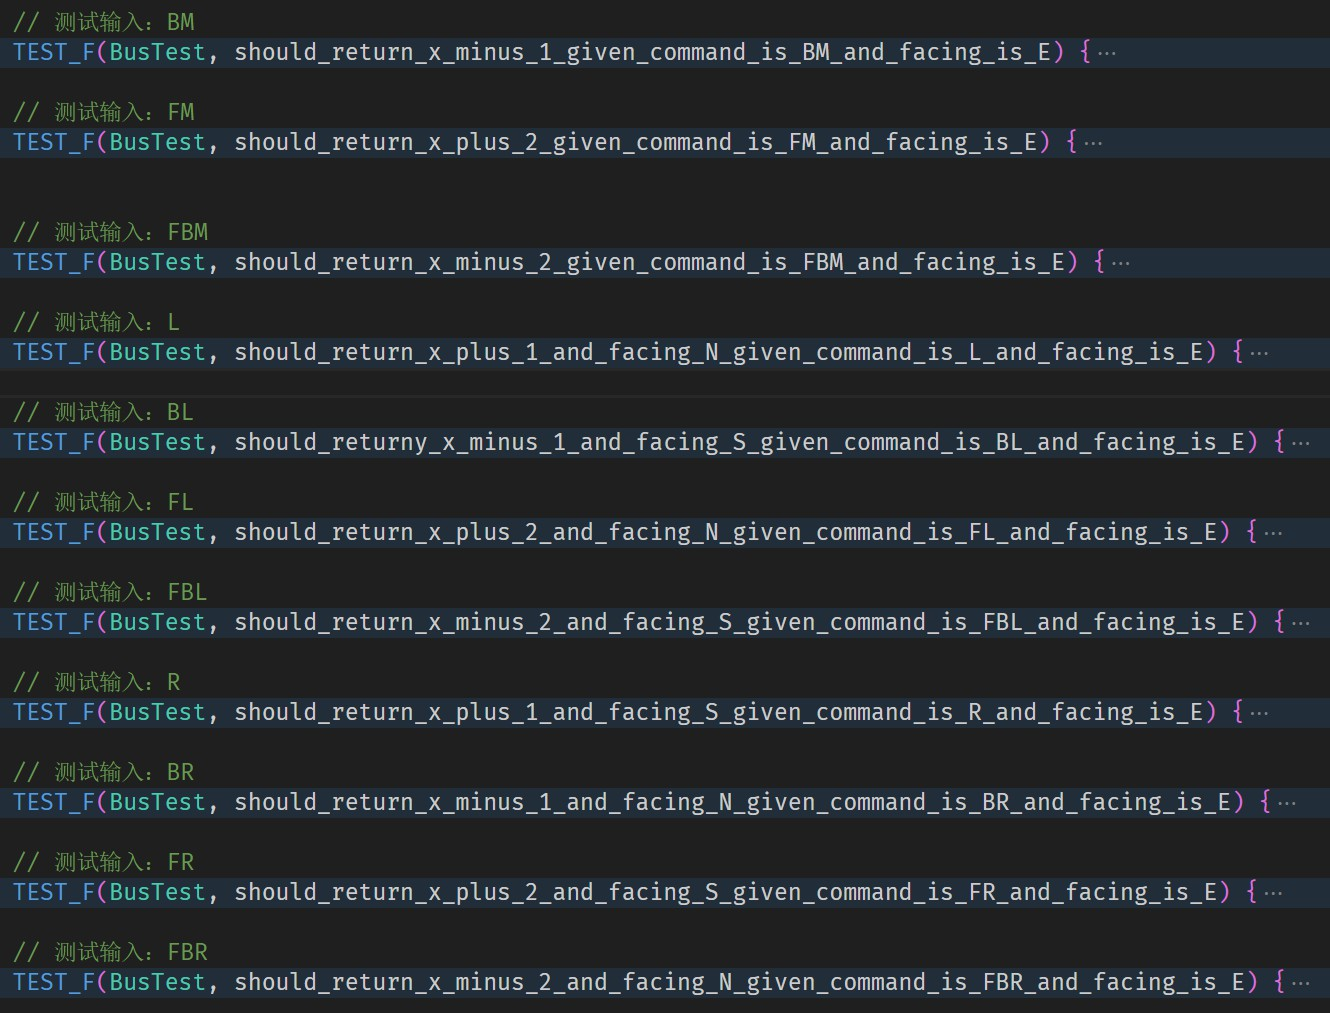 // 测试输入：BM
TEST_F(BusTest, should_return_x_minus_1_given_command_is_BM_and_facing_is_E) {···
// 测试输入：FM
TEST_F(BusTest, should_return_x_plus_2_given_command_is_FM_and_facing_is_E) {···
// 测试输入：FBM
TEST_F(BusTest, should_return_x_minus_2_given_command_is_FBM_and_facing_is_E) {···
// 测试输入：L
TEST_F(BusTest, should_return_x_plus_1_and_facing_N_given_command_is_L_and_facing_is_E) {···
// 测试输入：BL
TEST_F(BusTest, should_returny_x_minus_1_and_facing_S_given_command_is_BL_and_facing_is_E) {···
// 测试输入：FL
TEST_F(BusTest, should_return_x_plus_2_and_facing_N_given_command_is_FL_and_facing_is_E) {···
// 测试输入：FBL
TEST_F(BusTest, should_return_x_minus_2_and_facing_S_given_command_is_FBL_and_facing_is_E) {···
// 测试输入：R
TEST_F(BusTest, should_return_x_plus_1_and_facing_S_given_command_is_R_and_facing_is_E) {···
// 测试输入：BR
TEST_F(BusTest, should_return_x_minus_1_and_facing_N_given_command_is_BR_and_facing_is_E) {···
// 测试输入：FR
TEST_F(BusTest, should_return_x_plus_2_and_facing_S_given_command_is_FR_and_facing_is_E) {···
// 测试输入：FBR
TEST_F(BusTest, should_return_x_minus_2_and_facing_N_given_command_is_FBR_and_facing_is_E) {···